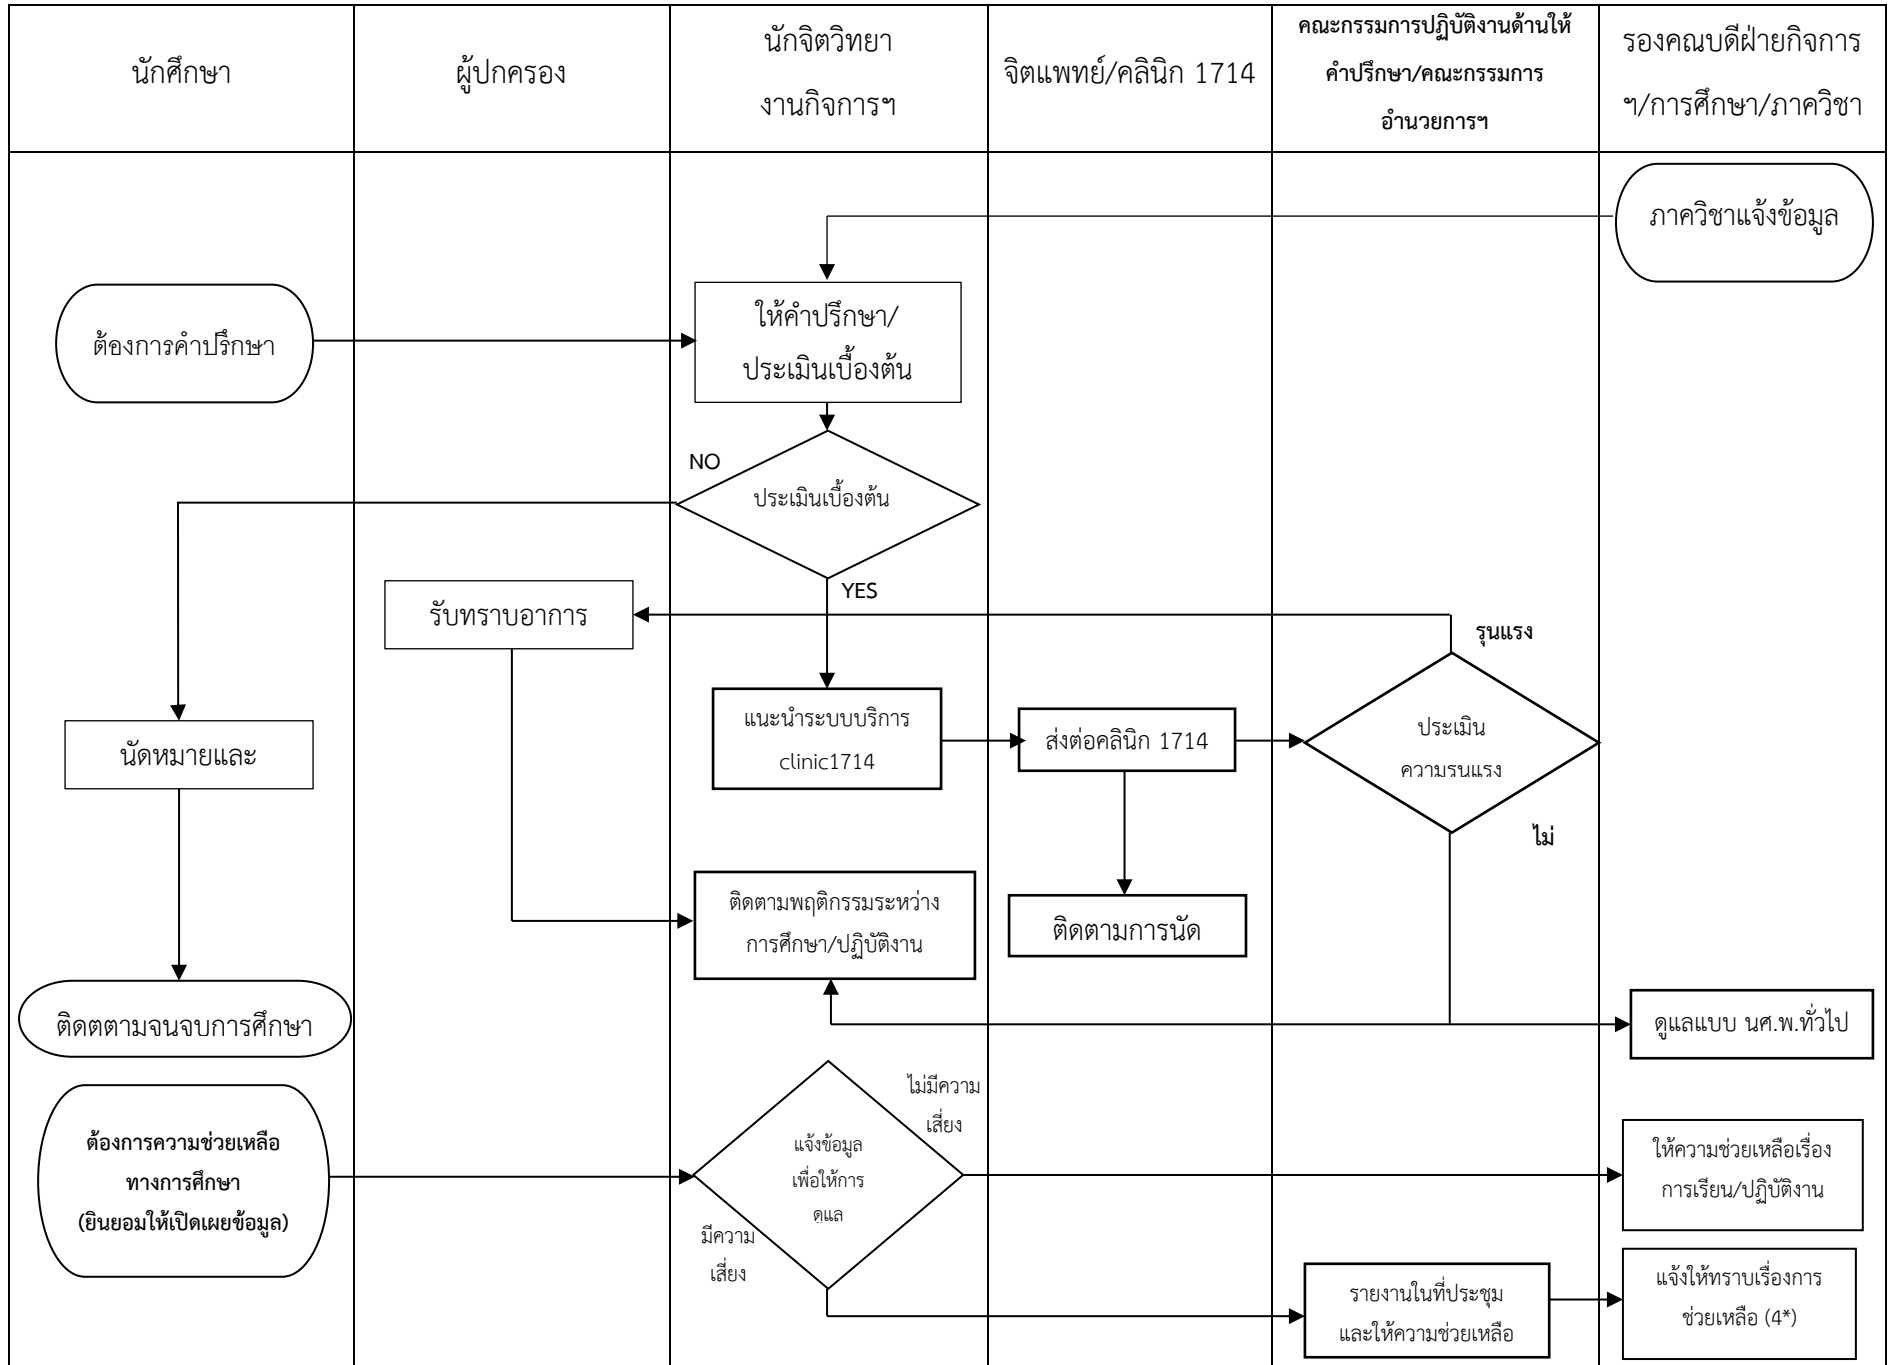 นักศึกษา
ผู้ปกครอง
นักจิตวิทยา
งานกิจการฯ
จิตแพทย์/คลินิก 1714
คณะกรรมการปฏิบัติงานด้านให้
คำปรึกษา/คณะกรรมการ
อำนวยการฯ
รองคณบดีฝ่ายกิจการ
ฯ/การศึกษา/ภาควิชา
ภาควิชาแจ้งข้อมูล
ต้องการคำปรึกษา
ให้คำปรึกษา/
ประเมินเบื้องต้น
NO
ประเมินเบื้องต้น
YES
รับทราบอาการ
รุนแรง
นัดหมายและ
แนะนำระบบบริการ
clinic1714
ส่งต่อคลินิก 1714
ประเมิน
ความรนแรง
ไม่
ติดตามพฤติกรรมระหว่าง
การศึกษา/ปฏิบัติงาน
ติดตามการนัด
ติดตตามจนจบการศึกษา
ดูแลแบบ นศ.พ.ทั่วไป
ต้องการความช่วยเหลือ
ทางการศึกษา
(ยินยอมให้เปิดเผยข้อมูล)
แจ้งข้อมูล
เพื่อให้การ
ดูแล
ไม่มีความ
เสี่ยง
มีความ
เสี่ยง
ให้ความช่วยเหลือเรื่อง
การเรียน/ปฏิบัติงาน
รายงานในที่ประชุม
และให้ความช่วยเหลือ
แจ้งให้ทราบเรื่องการ
ช่วยเหลือ (4*)